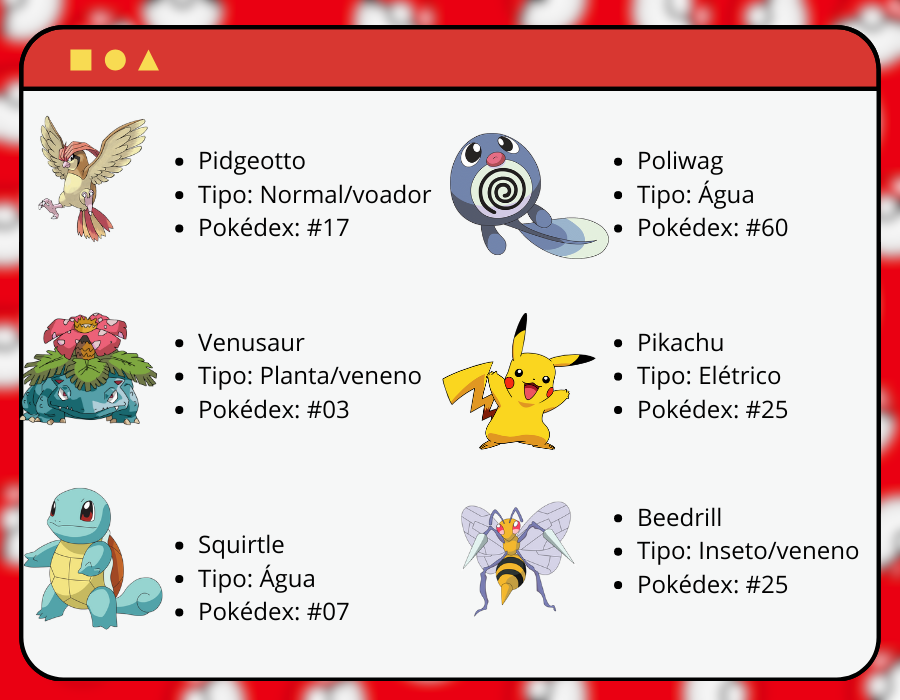 Pidgeotto
Tipo: Normal/voador
Pokédex: #17
Poliwag
Tipo: Água
Pokédex: #60
Venusaur
Tipo: Planta/veneno
Pokédex: #03
Pikachu
Tipo: Elétrico
Pokédex: #25
Squirtle
Tipo: Água
Pokédex: #07
Beedrill
Tipo: Inseto/veneno
Pokédex: #25